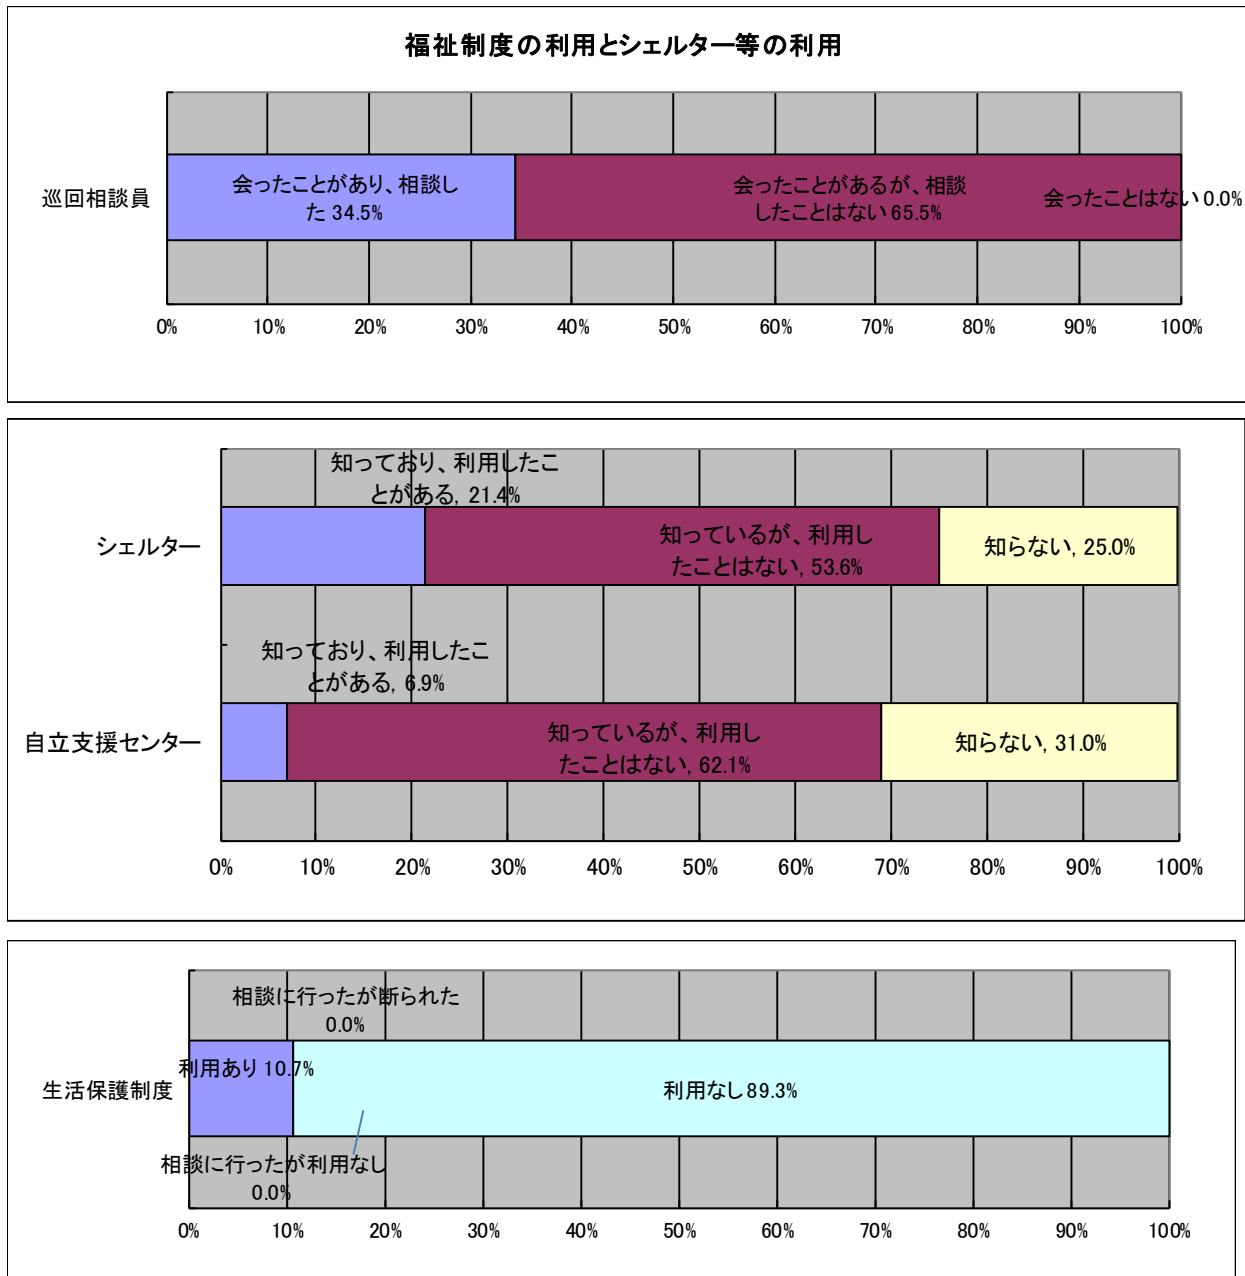 福祉制度の利用とシェルター等の利用
巡回相談員
会ったことがあり、相談し
た 34.5%
会ったことがあるが、相談
したことはない 65.5%
会ったことはない 0.0%
0% 10% 20% 30% 40% 50% 60% 70% 80% 90% 100%
知っており、利用したこ
とがある, 21.4%
シェルター
知っているが、利用し
たことはない, 53.6%
知らない, 25.0%
知っており、利用したこ
とがある, 6.9%
自立支援センター
知っているが、利用し
たことはない, 62.1%
知らない, 31.0%
0% 10% 20% 30% 40% 50% 60% 70% 80% 90% 100%
相談に行ったが断られた
0.0%
生活保護制度
利用あり 10.7%
利用なし 89.3%
相談に行ったが利用なし
0.0%
0% 10% 20% 30% 40% 50% 60% 70% 80% 90% 100%